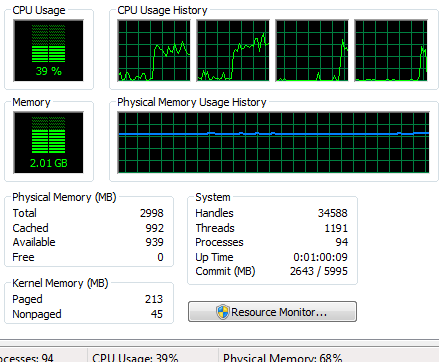 CPU Usage
CPU Usage History
39 %
Memory
Physical Memory Usage History
2.01 GB
Physical Memory (MB)
Total 2998
Cached 992
Available 939
Free 0
System
Handles 34588
Threads 1191
Processes 94
Up Time 0:01:00:09
Commit (MB) 2643 / 5995
Kernel Memory (MB)
Paged 213
Nonpaged 45
Resource Monitor...
ocesses: 94 CPU Usage: 39% Physical Memory: 68%